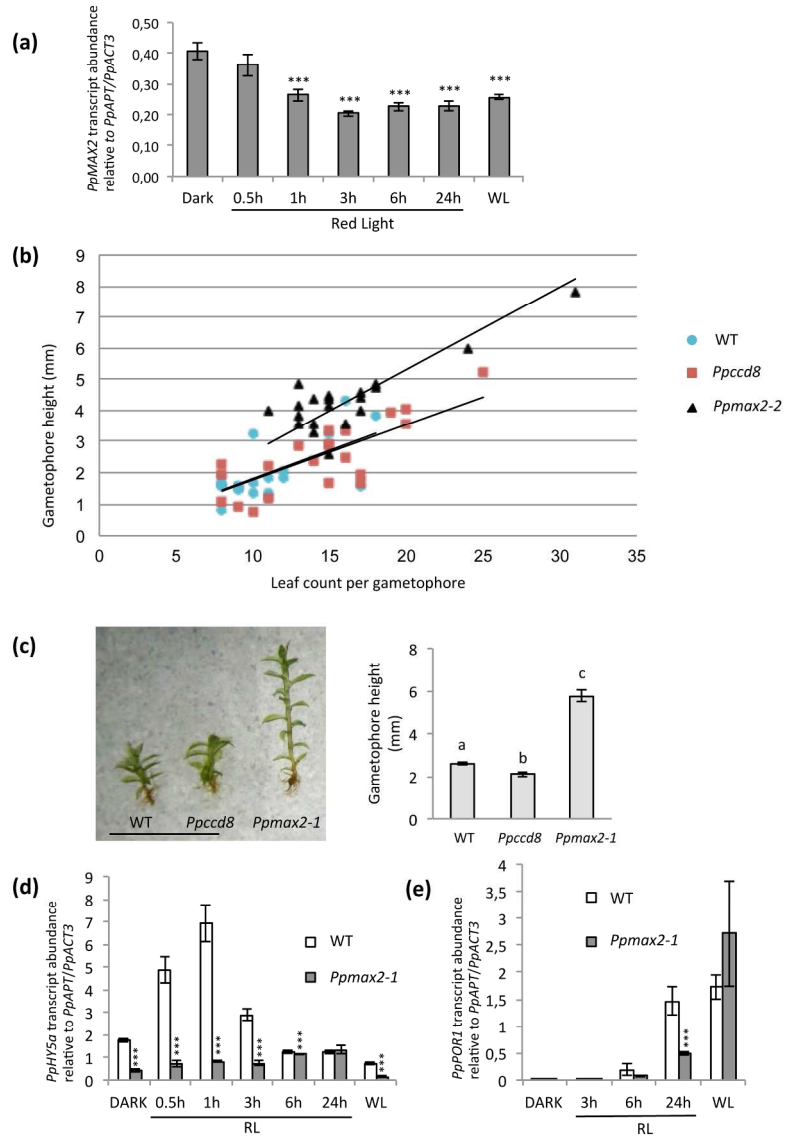 (a)
PpMAX2 transcript abundance
relative to PpAPT/PpACT3
0,50
0,40
0,30
0,20
0,10
0,00
***
***
***
***
***
Dark
0.5h
1h
3h
6h
24h
WL
Red Light
(b)
Gametophore height (mm)
9
8
7
6
5
4
3
2
1
0
0
5
10
15
20
25
30
35
Leaf count per gametophore
WT
Ppccd8
Ppmax2-2
(c)
WT
Ppccd8
Ppmax2-1
Gametophore height
(mm)
8
6
4
2
0
a
b
c
WT
Ppccd8
Ppmax2-1
(d)
PpHY5a transcript abundance
relative to PpAPT/PpACT3
9
8
7
6
5
4
3
2
1
0
WT
Ppmax2-1
***
***
***
***
***
***
DARK
0.5h
1h
3h
6h
24h
WL
RL
(e)
PpPOR1 transcript abundance
relative to PpAPT/PpACT3
4
3,5
3
2,5
2
1,5
1
0,5
0
WT
Ppmax2-1
***
DARK
3h
6h
24h
WL
RL